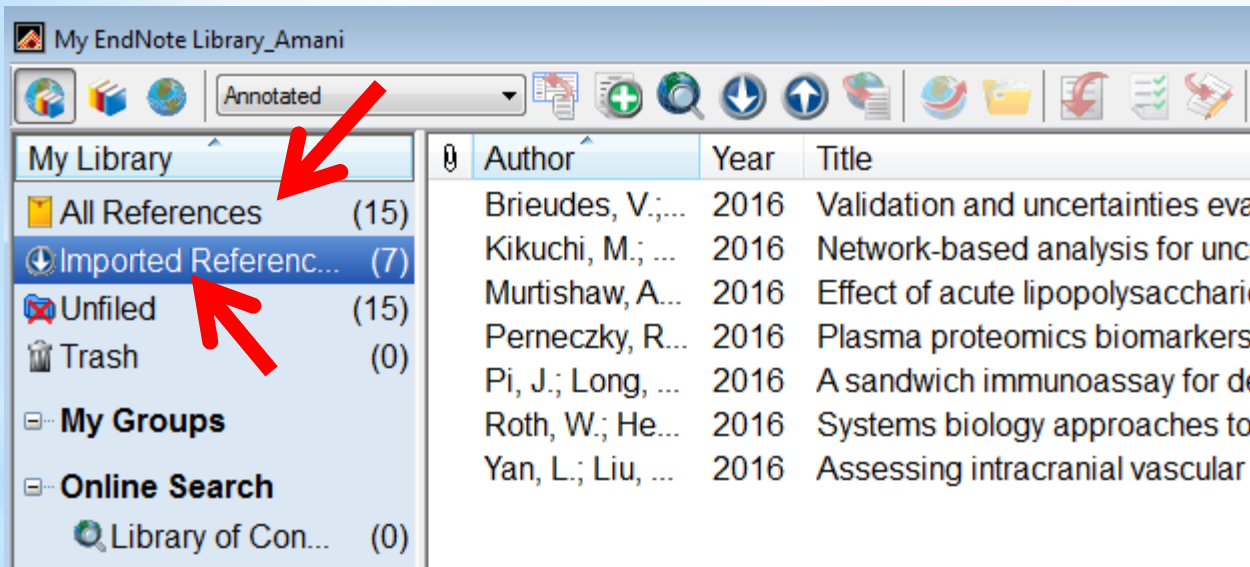 My EndNote Library_Amani
Annotated
My Library
Author Year Title
All References (15)
Imported Referenc... (7)
Unfiled (15)
Trash (0)
My Groups
Online Search
Library of Con... (0)
Brieudes, V.;... 2016 Validation and uncertainties eva
Kikuchi, M.; ... 2016 Network-based analysis for unc
Murtishaw, A... 2016 Effect of acute lipopolysaccharid
Perneczky, R... 2016 Plasma proteomics biomarkers
Pi, J.; Long, ... 2016 A sandwich immunoassay for de
Roth, W.; He... 2016 Systems biology approaches to
Yan, L.; Liu, ... 2016 Assessing intracranial vascular